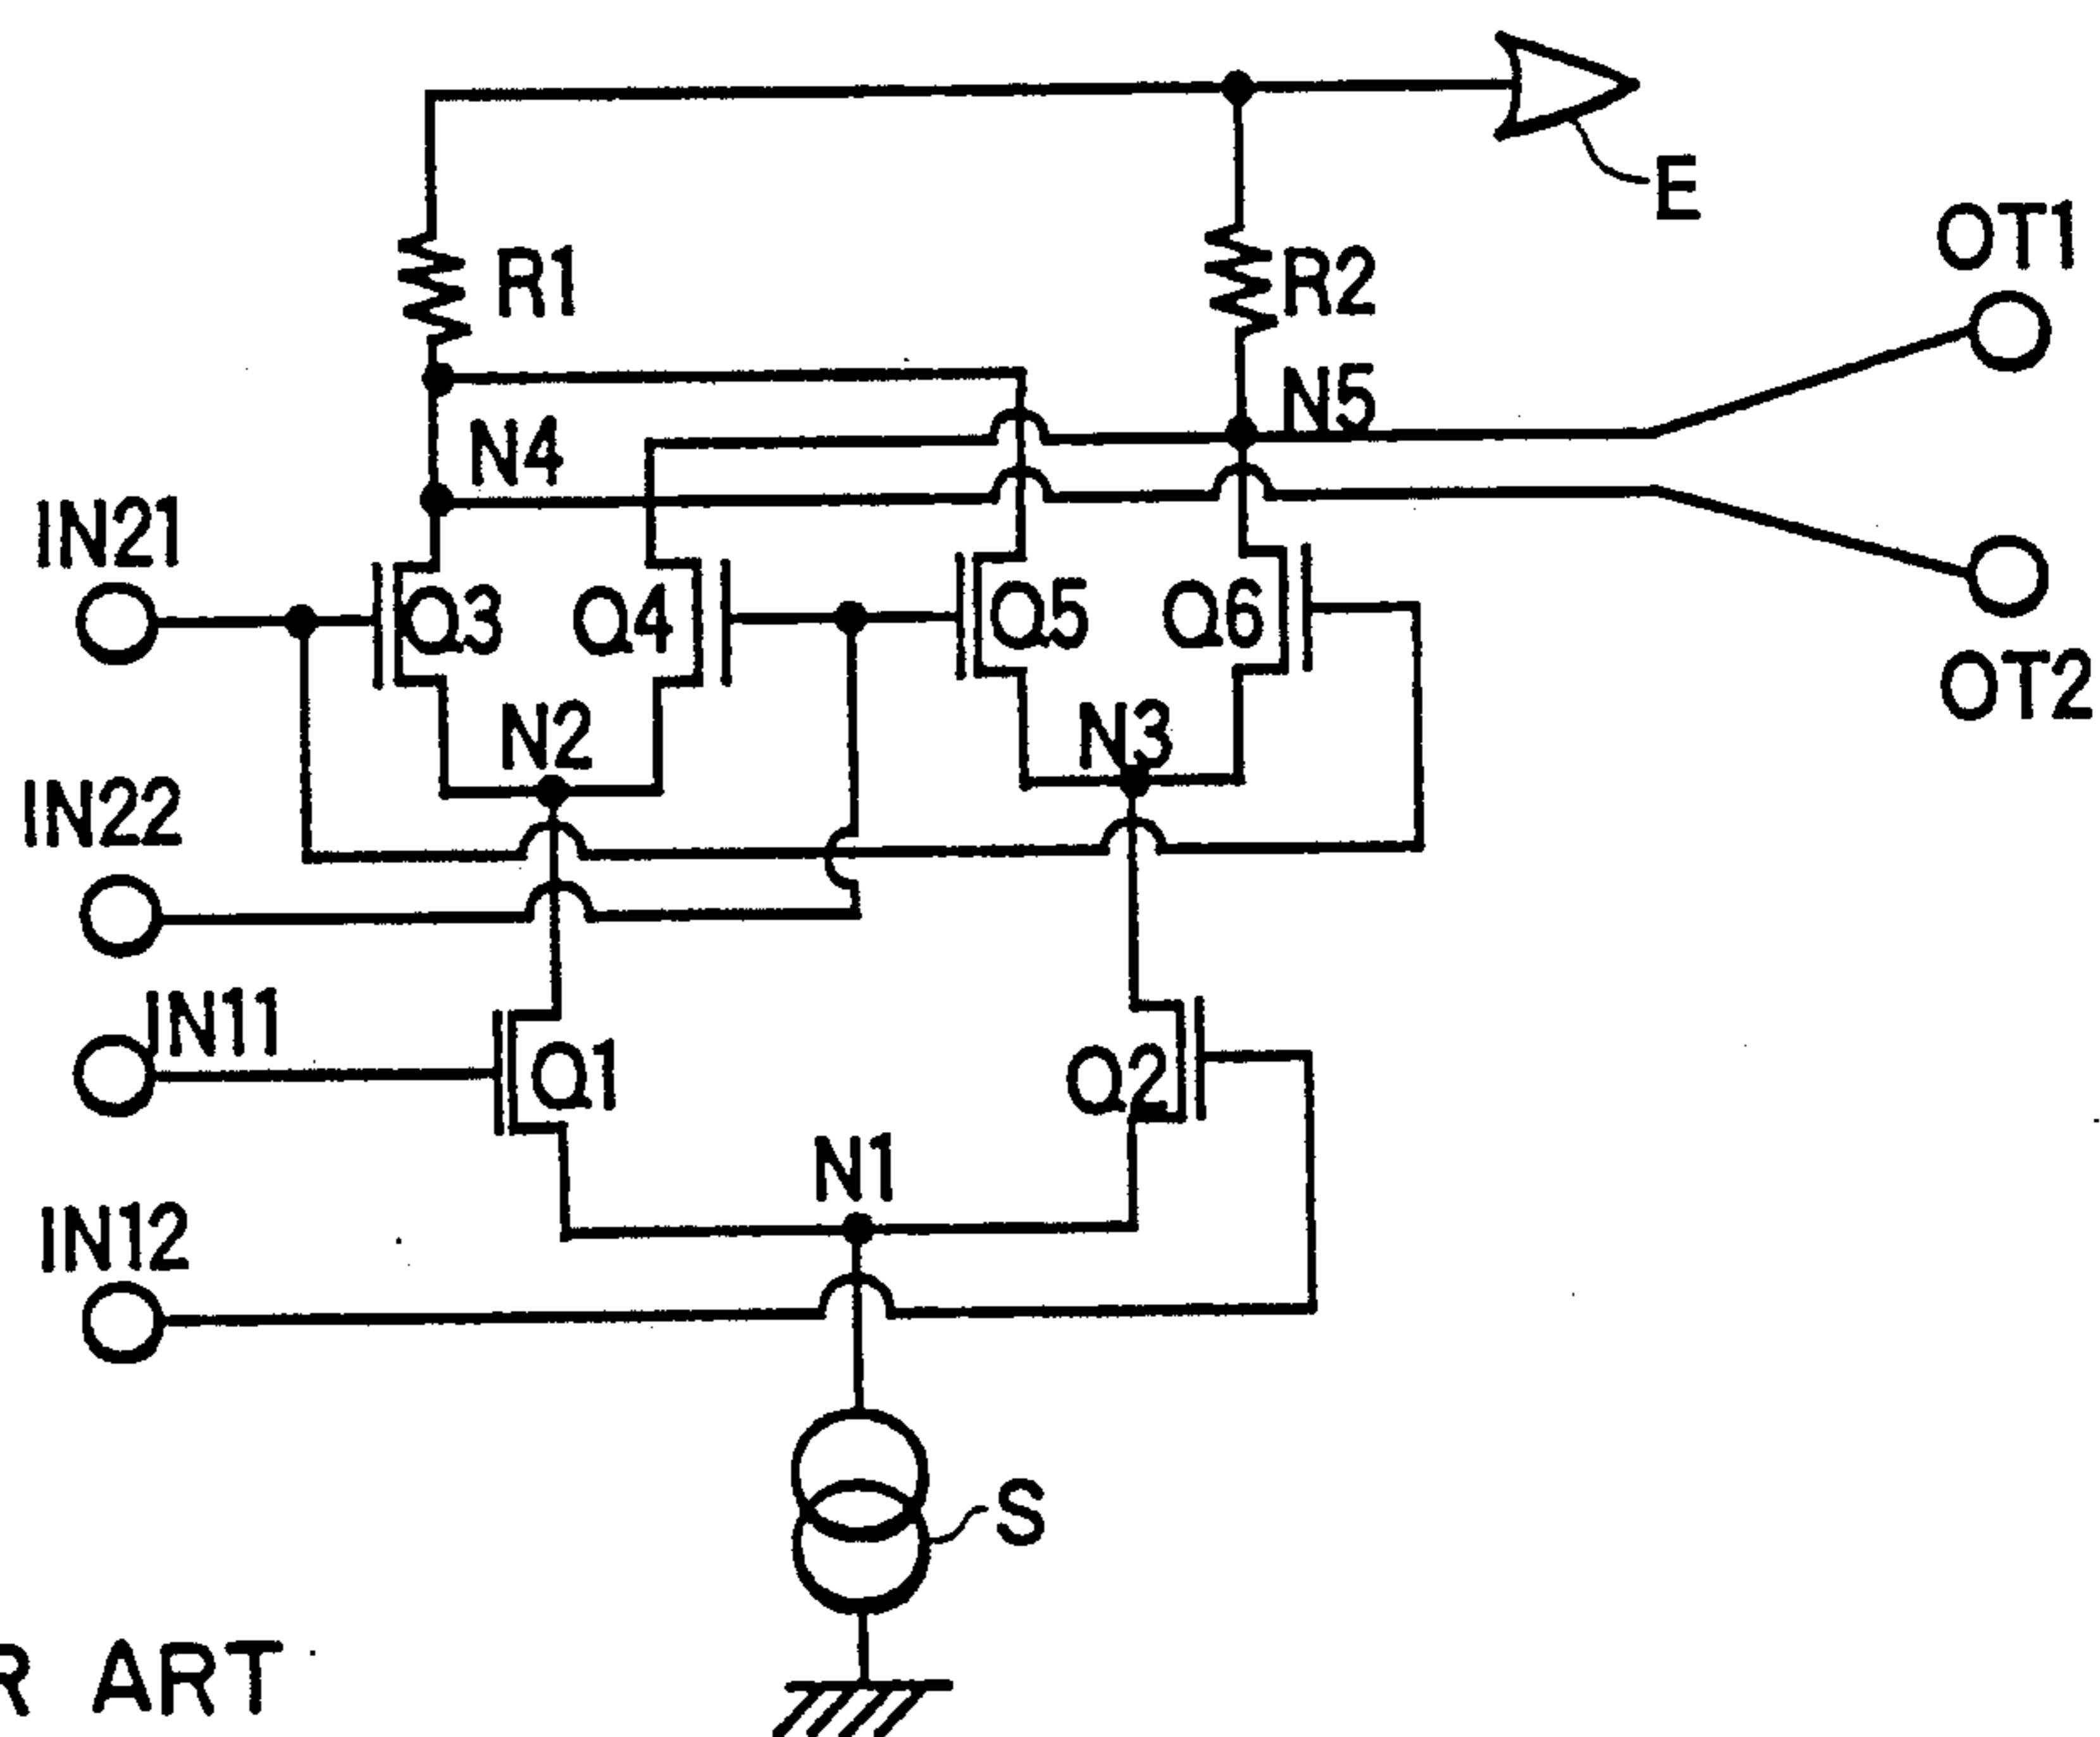 E
OT1
R1
R2
N5
N4
IN21
Q3
Q4
Q5
Q6
OT2
N2
N3
IN22
IN11
Q1
Q2
N1
IN12
S
R ART